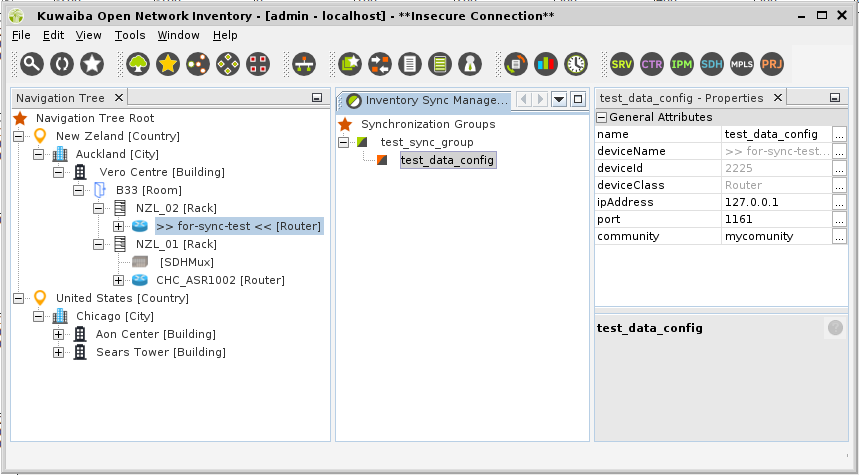 Kuwaiba Open Network Inventory - [admin - localhost] - **Insecure Connection**
File Edit View Tools Window Help
SRV CTR IPM SDH MPLS PRJ
Navigation Tree
Navigation Tree Root
New Zeland [Country]
Auckland [City]
Vero Centre [Building]
B33 [Room]
NZL_02 [Rack]
>> for-sync-test << [Router]
NZL_01 [Rack]
[SDHMux]
CHC_ASR1002 [Router]
United States [Country]
Chicago [City]
Aon Center [Building]
Sears Tower [Building]
Inventory Sync Manage...
Synchronization Groups
test_sync_group
test_data_config
test_data_config - Properties
General Attributes
name test_data_config
deviceName >> for-sync-test... ...
deviceId 2225 ...
deviceClass Router ...
ipAddress 127.0.0.1 ...
port 1161 ...
community mycomunity ...
test_data_config
?